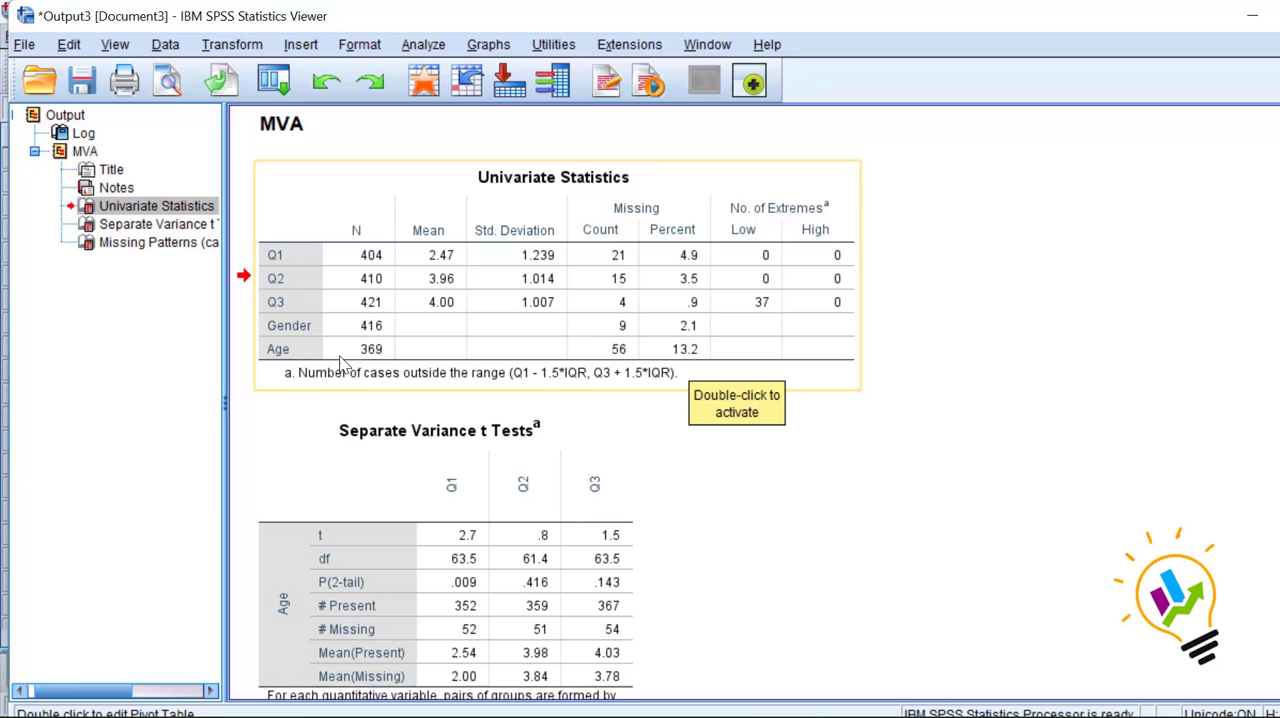 *Output3 [Document3] - IBM SPSS Statistics Viewer
File Edit View Data Transform Insert Format Analyze Graphs Utilities Extensions Window Help
Output
Log
MVA
Title
Notes
Univariate Statistics
Separate Variance t
Missing Patterns (ca
MVA
Univariate Statistics
Missing No. of Extremesa
N Mean Std. Deviation Count Percent Low High
Q1 404 2.47 1.239 21 4.9 0 0
Q2 410 3.96 1.014 15 3.5 0 0
Q3 421 4.00 1.007 4 .9 37 0
Gender 416 9 2.1
Age 369 56 13.2
a. Number of cases outside the range (Q1 - 1.5*IQR, Q3 + 1.5*IQR).
Double-click to
activate
Separate Variance t Testsa
Q1 Q2 Q3
Age
t 2.7 .8 1.5
df 63.5 61.4 63.5
P(2-tail) .009 .416 .143
# Present 352 359 367
# Missing 52 51 54
Mean(Present) 2.54 3.98 4.03
Mean(Missing) 2.00 3.84 3.78
For each quantitative variable, pairs of groups are formed by
Double click to edit Pivot Table
IBM SPSS Statistics Processor is ready
Unicode:ON H: